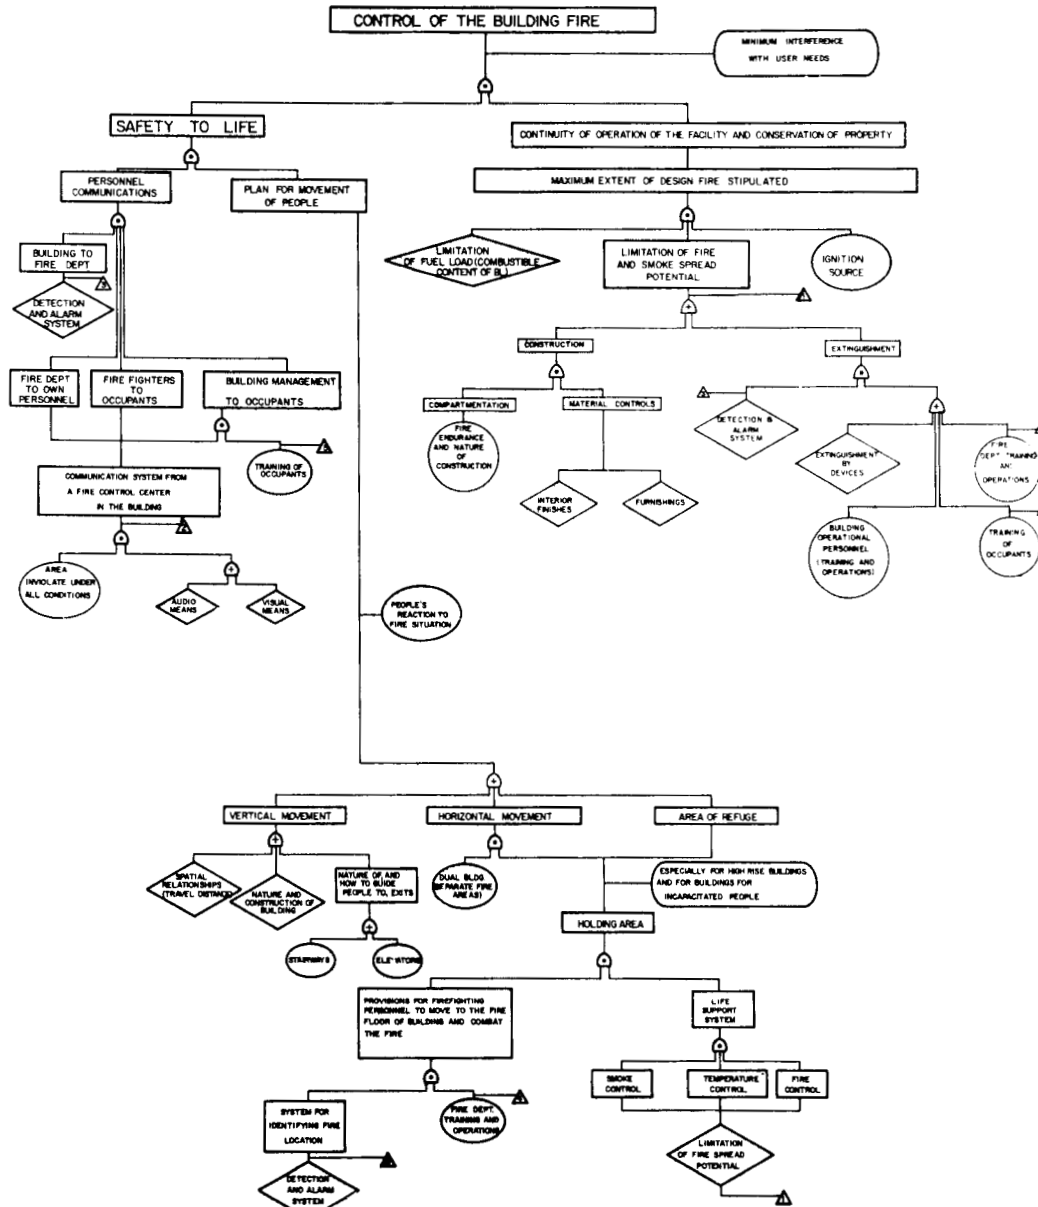 CONTROL OF THE BUILDING FIRE
MINIMUM INTERFERENCE
WITH USER NEEDS
SAFETY TO LIFE
CONTINUITY OF OPERATION OF THE FACILITY AND CONSERVATION OF PROPERTY
PERSONNEL
COMMUNICATIONS
PLAN FOR MOVEMENT
OF PEOPLE
MAXIMUM EXTENT OF DESIGN FIRE STIPULATED
BUILDING TO
FIRE DEPT
LIMITATION
OF FUEL LOAD (COMBUSTIBLE
CONTENT OF BL)
LIMITATION OF FIRE
AND SMOKE SPREAD
POTENTIAL
IGNITION
SOURCE
DETECTION
AND ALARM
SYSTEM
CONSTRUCTION
EXTINGUISHMENT
FIRE DEPT
TO OWN
PERSONNEL
FIRE FIGHTERS
TO
OCCUPANTS
BUILDING MANAGEMENT
TO OCCUPANTS
COMPARTMENTATION
MATERIAL CONTROLS
FIRE
ENDURANCE
AND NATURE OF
CONSTRUCTION
DETECTION &
ALARM
SYSTEM
EXTINGUISHMENT
BY
DEVICES
FIRE
DEPT. TRAINING
AND
OPERATIONS
TRAINING OF
OCCUPANTS
COMMUNICATION SYSTEM FROM
A FIRE CONTROL CENTER
IN THE BUILDING
INTERIOR
FINISHES
FURNISHINGS
BUILDING
OPERATIONAL
PERSONNEL
(TRAINING AND
OPERATIONS)
TRAINING
OF
OCCUPANTS
AREA
INVIOLATE UNDER
ALL CONDITIONS
AUDIO
MEANS
VISUAL
MEANS
PEOPLE'S
REACTION TO
FIRE SITUATION
VERTICAL MOVEMENT
HORIZONTAL MOVEMENT
AREA OF REFUGE
SPATIAL
RELATIONSHIPS
(TRAVEL DISTANCE)
NATURE AND
CONSTRUCTION OF
BUILDING
NATURE OF, AND
HOW TO GUIDE
PEOPLE TO, EXITS
DUAL BLDG
(SEPARATE FIRE
AREAS)
ESPECIALLY FOR HIGH RISE BUILDINGS
AND FOR BUILDINGS FOR
INCAPACITATED PEOPLE
HOLDING AREA
STAIRWAYS
ELEVATORS
PROVISIONS FOR FIREFIGHTING
PERSONNEL TO MOVE TO THE FIRE
FLOOR OF BUILDING AND COMBAT
THE FIRE
LIFE
SUPPORT
SYSTEM
SMOKE
CONTROL
TEMPERATURE
CONTROL
FIRE
CONTROL
SYSTEM FOR
IDENTIFYING FIRE
LOCATION
FIRE DEPT.
TRAINING AND
OPERATIONS
4
LIMITATION
OF FIRE SPREAD
POTENTIAL
DETECTION
AND ALARM
SYSTEM
1